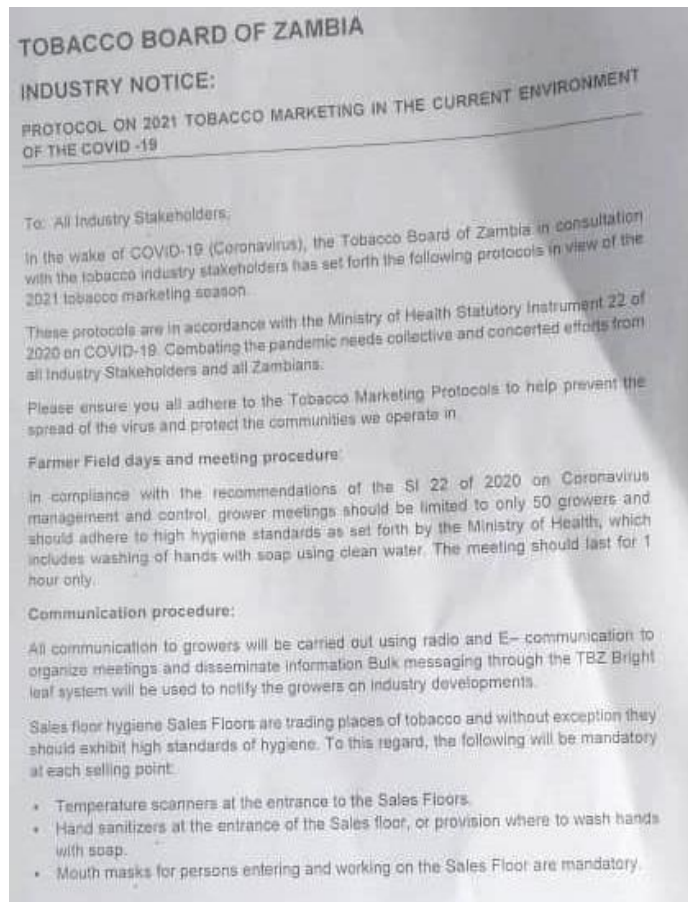 TOBACCO BOARD OF ZAMBIA
INDUSTRY NOTICE:
PROTOCOL ON 2021 TOBACCO MARKETING IN THE CURRENT ENVIRONMENT
OF THE COVID -19
To: All Industry Stakeholders,
In the wake of COVID-19 (Coronavirus), the Tobacco Board of Zambia in consultation
with the tobacco industry stakeholders has set forth the following protocols in view of the
2021 tobacco marketing season.
These protocols are in accordance with the Ministry of Health Statutory Instrument 22 of
2020 on COVID-19. Combating the pandemic needs collective and concerted efforts from
all Industry Stakeholders and all Zambians.
Please ensure you all adhere to the Tobacco Marketing Protocols to help prevent the
spread of the virus and protect the communities we operate in
Farmer Field days and meeting procedure:
In compliance with the recommendations of the SI 22 of 2020 on Coronavirus
management and control, grower meetings should be limited to only 50 growers and
should adhere to high hygiene standards as set forth by the Ministry of Health, which
includes washing of hands with soap using clean water. The meeting should last for 1
hour only.
Communication procedure:
All communication to growers will be carried out using radio and E– communication to
organize meetings and disseminate information Bulk messaging through the TBZ Bright
leaf system will be used to notify the growers on industry developments.
Sales floor hygiene Sales Floors are trading places of tobacco and without exception they
should exhibit high standards of hygiene. To this regard, the following will be mandatory
at each selling point:
• Temperature scanners at the entrance to the Sales Floors.
• Hand sanitizers at the entrance of the Sales floor, or provision where to wash hands
with soap.
• Mouth masks for persons entering and working on the Sales Floor are mandatory.